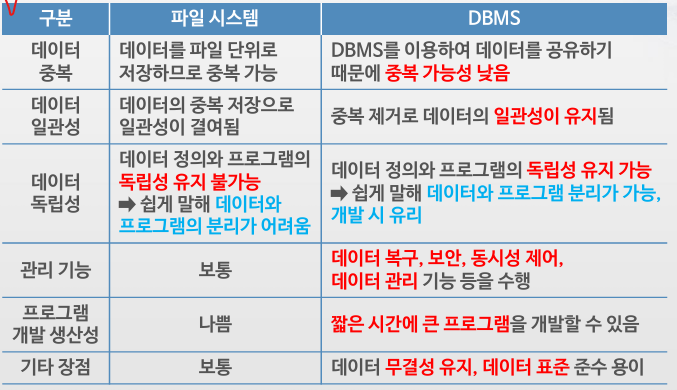 구분 파일 시스템 DBMS
데이터 중복
데이터를 파일 단위로
저장하므로 중복 가능
DBMS를 이용하여 데이터를 공유하기
때문에 중복 가능성 낮음
데이터
일관성
데이터의 중복 저장으로
일관성이 결여됨
중복 제거로 데이터의 일관성이 유지됨
데이터
독립성
데이터 정의와 프로그램의
독립성 유지 불가능
➡ 쉽게 말해 데이터와
프로그램의 분리가 어려움
데이터 정의와 프로그램의 독립성 유지 가능
➡ 쉽게 말해 데이터와 프로그램 분리가 가능,
개발 시 유리
관리 기능
보통
데이터 복구, 보안, 동시성 제어,
데이터 관리 기능 등을 수행
프로그램
개발 생산성
나쁨
짧은 시간에 큰 프로그램을 개발할 수 있음
기타 장점
보통
데이터 무결성 유지, 데이터 표준 준수 용이